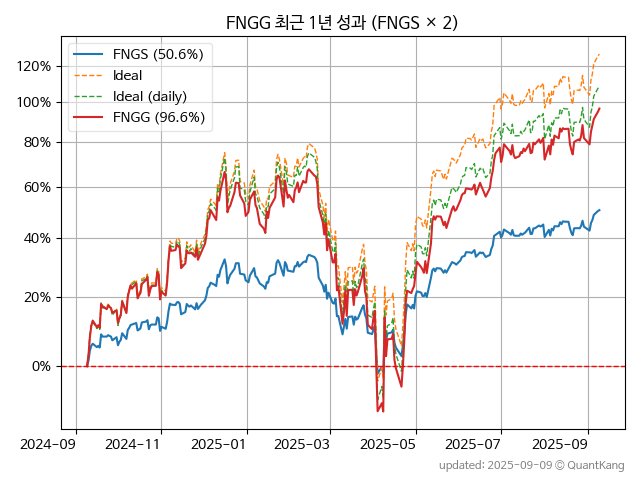 FNGG 최근 1년 성과 (FNGS × 2)
FNGS (50.6%)
Ideal
Ideal (daily)
FNGG (96.6%)
120%
100%
80%
60%
40%
20%
0%
2024-09
2024-11
2025-01
2025-03
2025-05
2025-07
2025-09
updated: 2025-09-09 © QuantKang